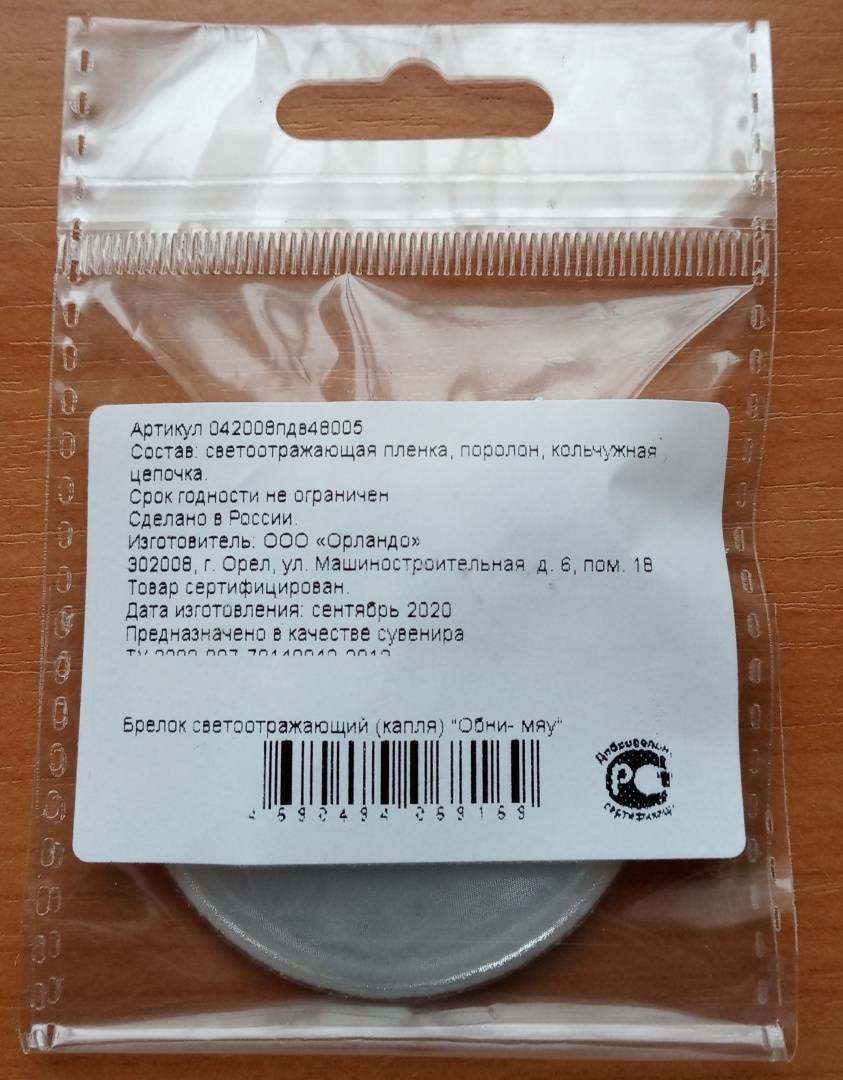 Артикул 042008пдв48005
Состав: светоотражающая пленка, поролон, кольчужная
цепочка.
Срок годности не ограничен
Сделано в России.
Изготовитель: ООО «Орландо»
302008, г. Орел, ул. Машиностроительная, д. 6, пом. 18
Товар сертифицирован.
Дата изготовления: сентябрь 2020
Предназначено в качестве сувенира
ТУ
Брелок светоотражающий (капля) "Обни- мяу"
РС